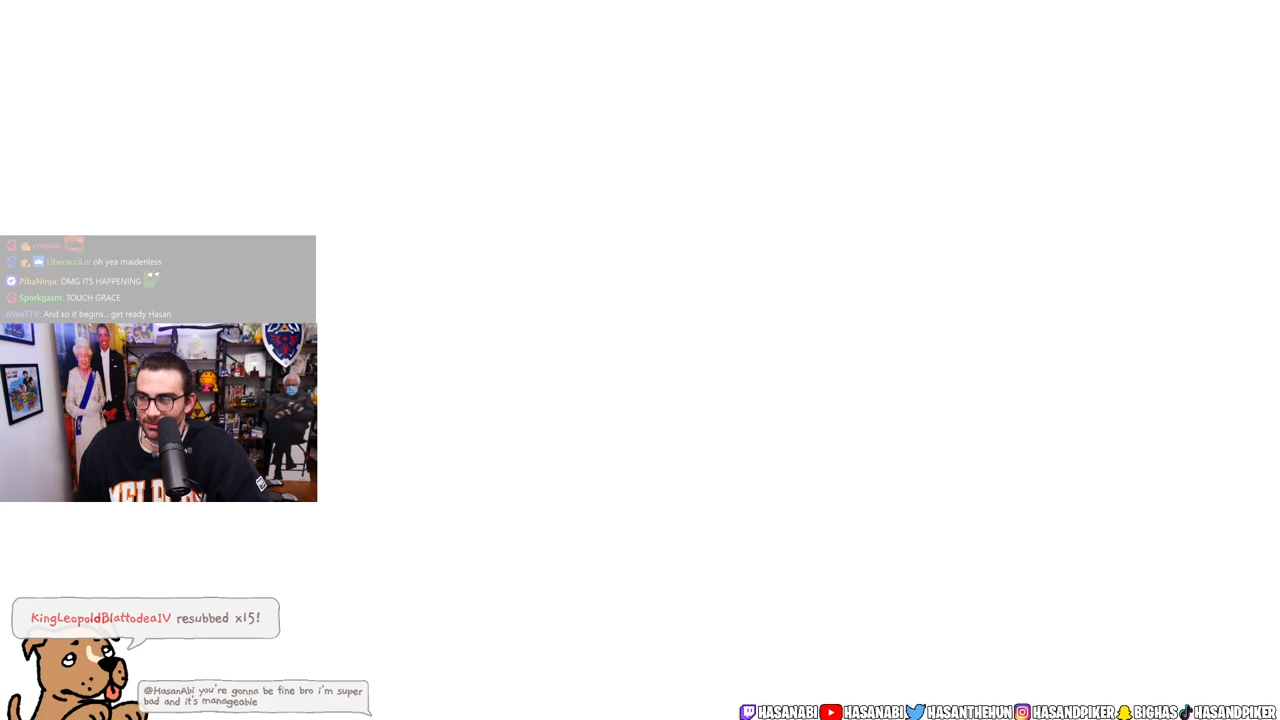 crmusic:
LiberacciLo: oh yea maidenless
PibaNinja: OMG ITS HAPPENING
Sporkgasm: TOUCH GRACE
AVeeTTV: And so it begins... get ready Hasan
KingLeopoldBlattodeaIV resubbed x15!
@HasanAbi you're gonna be fine bro i'm super
bad and it's manageable
HASANABI HASANABI HASANTHEHUN HASANDPIKER BIGHAS HASANDPIKER